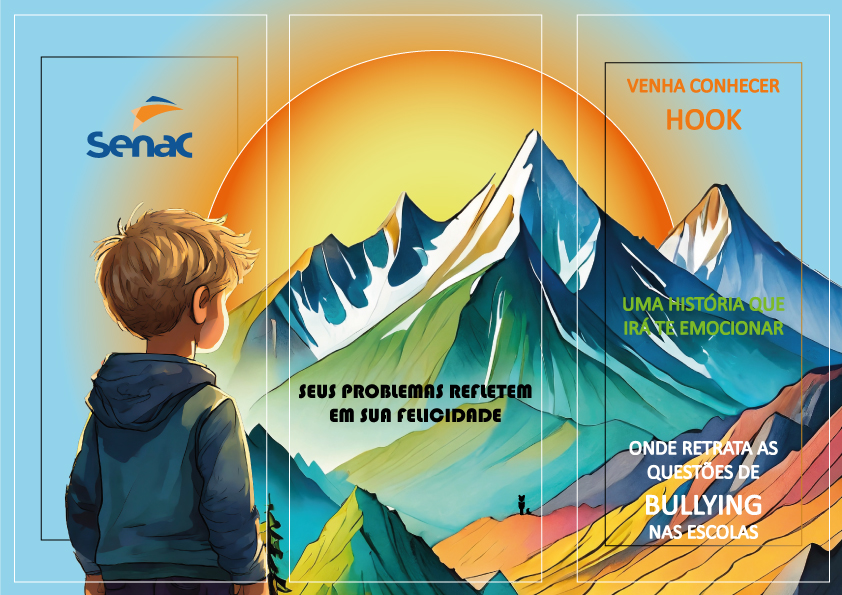 Senac
SEUS PROBLEMAS REFLETEM
EM SUA FELICIDADE
VENHA CONHECER
HOOK
UMA HISTÓRIA QUE
IRÁ TE EMOCIONAR
ONDE RETRATA AS
QUESTÕES DE
BULLYING
NAS ESCOLAS